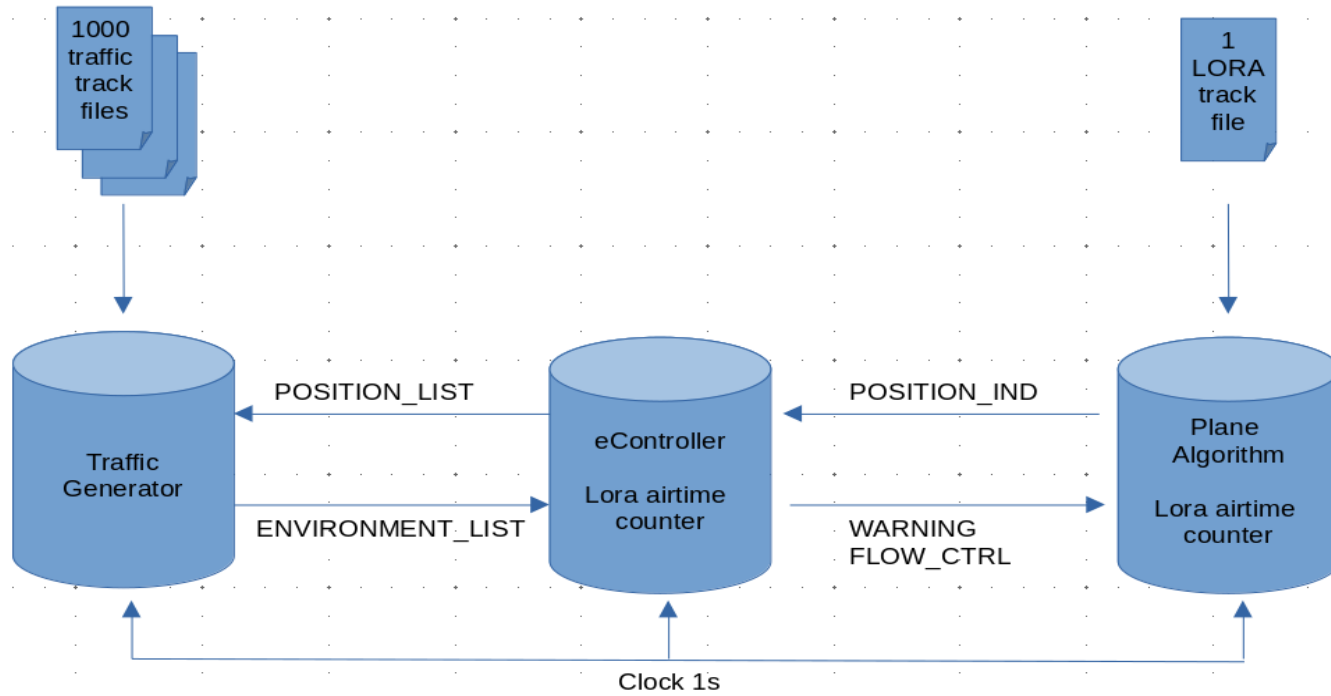 1000
traffic
track
files
1
LORA
track
file
POSITION_LIST
POSITION_IND
Traffic
Generator
eController
Lora airtime
counter
Plane
Algorithm
Lora airtime
counter
ENVIRONMENT_LIST
WARNING
FLOW_CTRL
Clock 1s